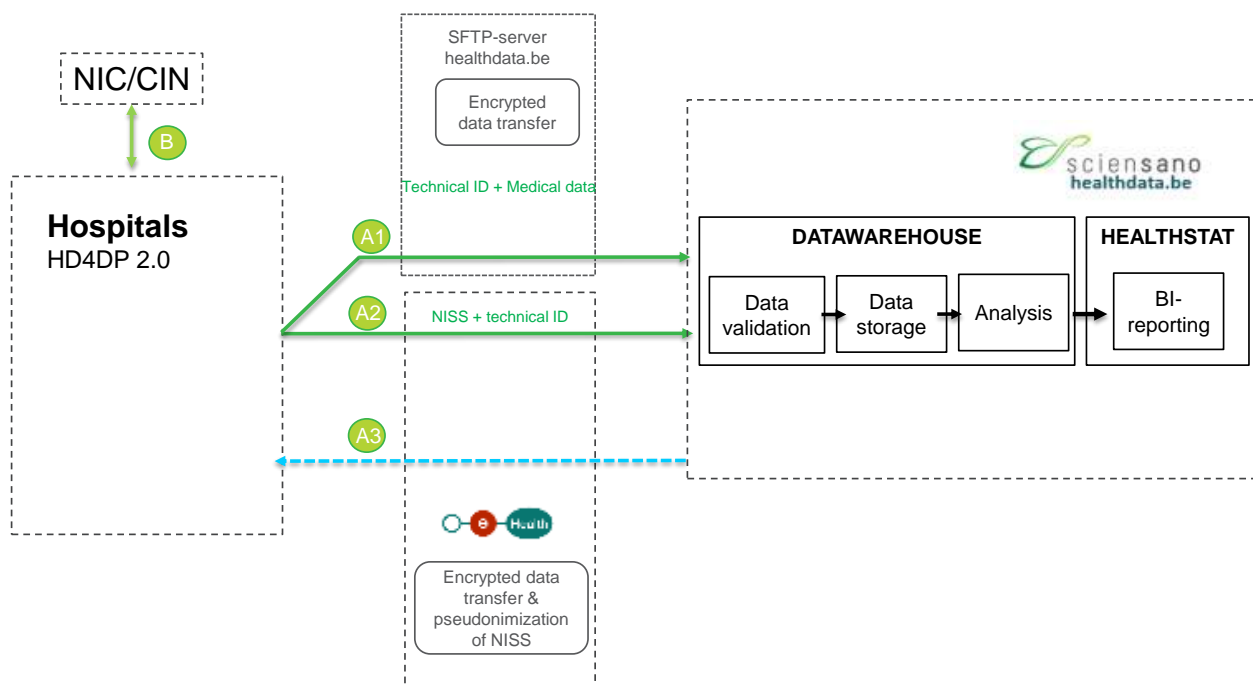 SFTP-server
healthdata.be
Encrypted
data transfer
NIC/CIN
B
Technical ID + Medical data
sciensano
healthdata.be
Hospitals
HD4DP 2.0
A1
DATAWAREHOUSE
HEALTHSTAT
Data
validation
Data
storage
Analysis
BI-
reporting
A2
NISS + technical ID
A3
e
Health
Encrypted data
transfer &
pseudonimization
of NISS